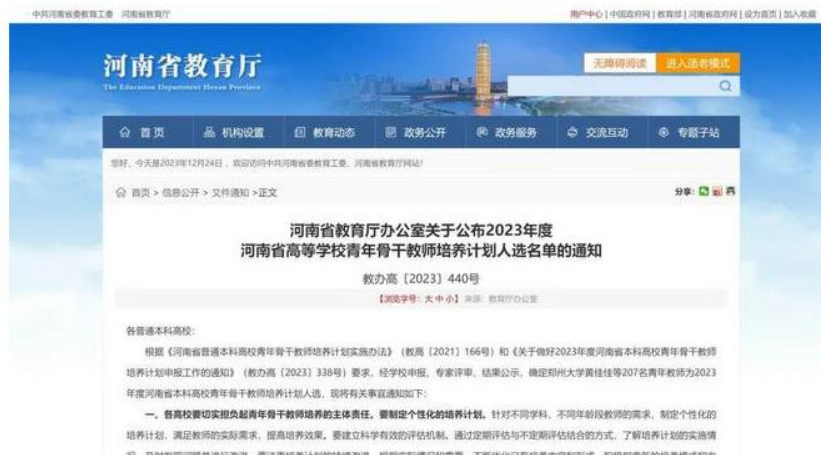 中共河南省委教育工委 河南省教育厅
用户中心 | 中国政府网 | 教育部 | 河南省政府网 | 设为首页 | 加入收藏
河南省教育厅
The Education Department Henan Province
无障碍阅读 进入适老模式
首页 机构设置 教育动态 政务公开 政务服务 交流互动 专题子站
您好，今天是2023年12月24日，欢迎访问中共河南省委教育工委、河南省教育厅网站!
首页 > 信息公开 > 文件通知 >正文
分享:
河南省教育厅办公室关于公布2023年度
河南省高等学校青年骨干教师培养计划人选名单的通知
教办高〔2023〕440号
【浏览字号：大 中 小】 来源：教育厅办公室
各普通本科高校：
根据《河南省普通本科高校青年骨干教师培养计划实施办法》（教高〔2021〕166号）和《关于做好2023年度河南省本科高校青年骨干教师
培养计划申报工作的通知》（教办高〔2023〕338号）要求，经学校申报、专家评审、结果公示，确定郑州大学黄佳佳等207名青年教师为2023
年度河南省本科高校青年骨干教师培养计划人选，现将有关事宜通知如下：
一、各高校要切实担负起青年骨干教师培养的主体责任。要制定个性化的培养计划。针对不同学科，不同年龄段教师的需求，制定个性化的
培养计划，满足教师的实际需求，提高培养效果。要建立科学有效的评估机制。通过定期评估与不定期评估结合的方式，了解培养计划的实施情